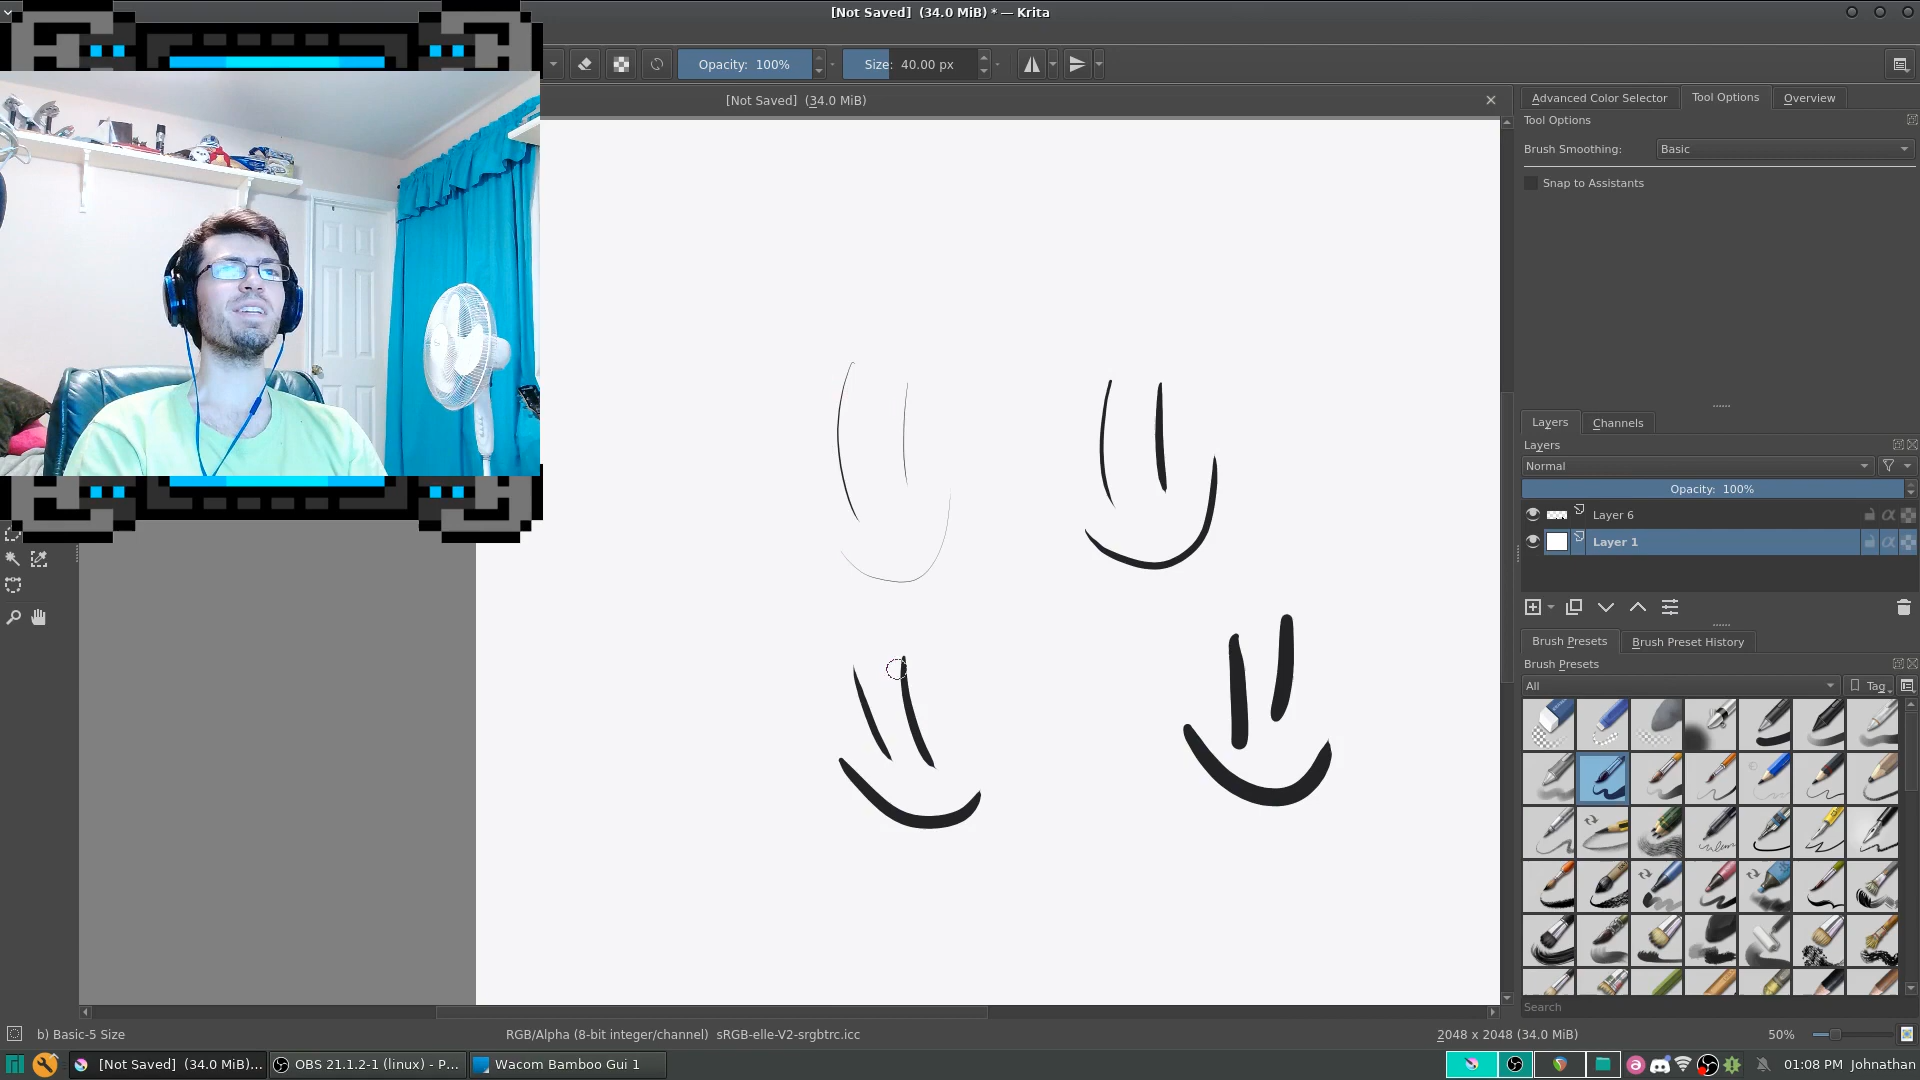 [Not Saved]  (34.0 MiB) * — Krita
Opacity:  100%
Size:  40.00 px
[Not Saved]  (34.0 MiB)
Advanced Color Selector
Tool Options
Overview
Tool Options
Brush Smoothing:
Basic
Snap to Assistants
Layers
Channels
Layers
Normal
Opacity:  100%
Layer 6
Layer 1
Brush Presets
Brush Preset History
Brush Presets
All
Tag
Search
b) Basic-5 Size
RGB/Alpha (8-bit integer/channel)  sRGB-elle-V2-srgbtrc.icc
2048 x 2048 (34.0 MiB)
50%
[Not Saved]  (34.0 MiB)...
OBS 21.1.2-1 (linux) - P...
Wacom Bamboo Gui 1
01:08 PM
Johnathan